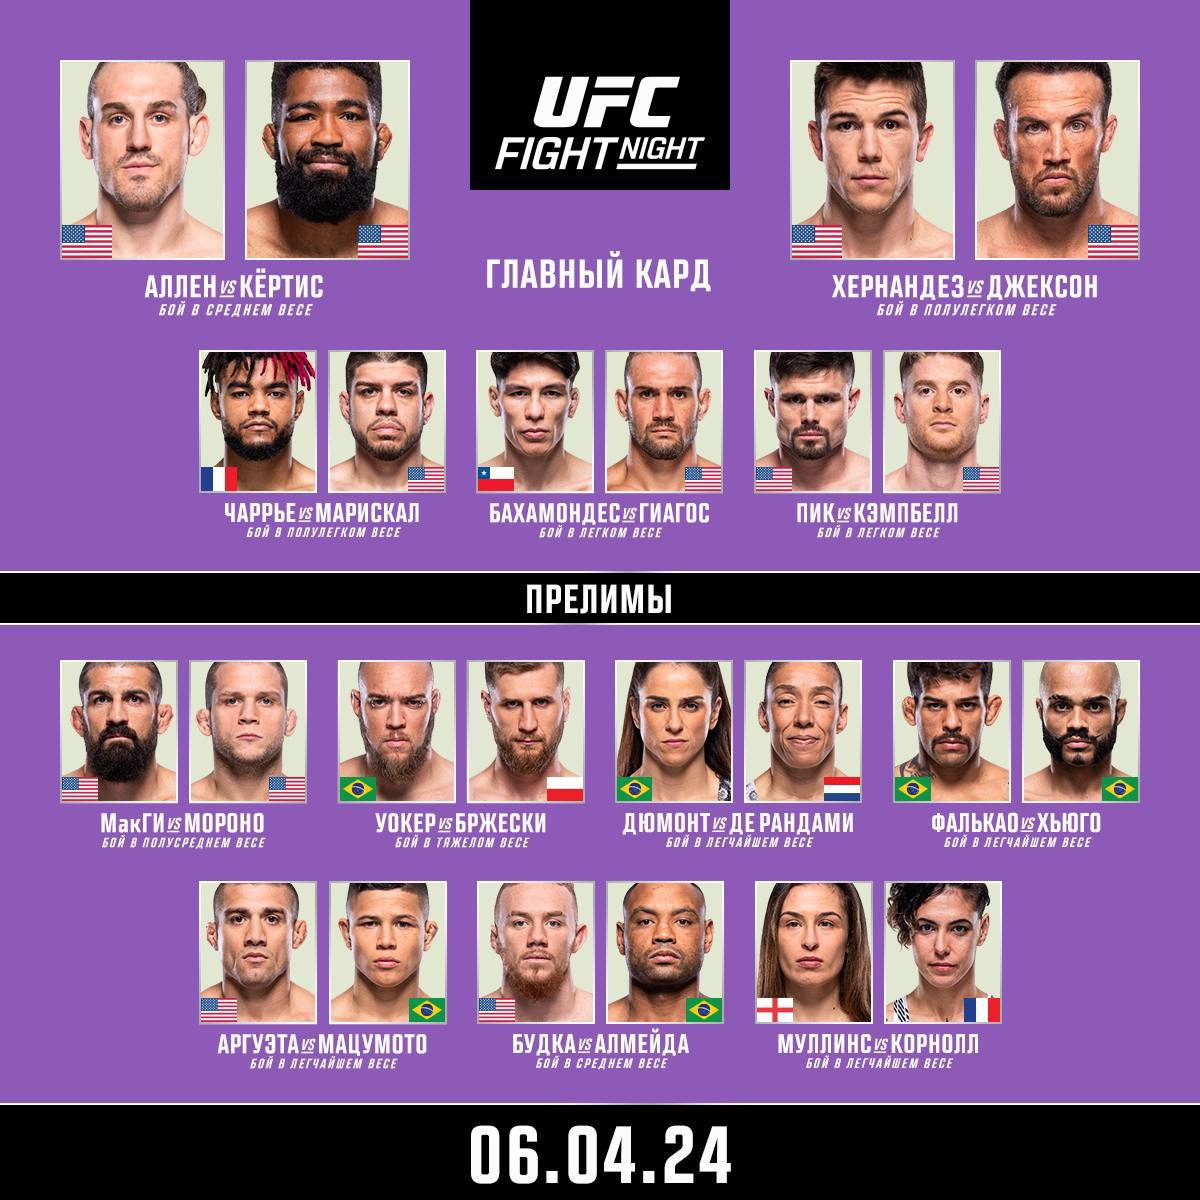 UFC
FIGHT NIGHT
АЛЛЕН vs КЁРТИС
БОЙ В СРЕДНЕМ ВЕСЕ
ГЛАВНЫЙ КАРД
ХЕРНАНДЕЗ vs ДЖЕКСОН
БОЙ В ПОЛУЛЕГКОМ ВЕСЕ
ЧАРРЬЕ vs МАРИСКАЛ
БОЙ В ПОЛУЛЕГКОМ ВЕСЕ
БАХАМОНДЕС vs ГИАГОС
БОЙ В ЛЕГКОМ ВЕСЕ
ПИК vs КЭМПБЕЛЛ
БОЙ В ЛЕГКОМ ВЕСЕ
ПРЕЛИМЫ
МакГИ vs МОРОНО
БОЙ В ПОЛУСРЕДНЕМ ВЕСЕ
УОКЕР vs БРЖЕСКИ
БОЙ В ТЯЖЕЛОМ ВЕСЕ
ДЮМОНТ vs ДЕ РАНДАМИ
БОЙ В ЛЕГЧАЙШЕМ ВЕСЕ
ФАЛЬКАО vs ХЬЮГО
БОЙ В ЛЕГЧАЙШЕМ ВЕСЕ
АРГУЭТА vs МАЦУМОТО
БОЙ В ЛЕГЧАЙШЕМ ВЕСЕ
БУДКА vs АЛМЕЙДА
БОЙ В СРЕДНЕМ ВЕСЕ
МУЛЛИНС vs КОРНОЛЛ
БОЙ В ЛЕГЧАЙШЕМ ВЕСЕ
06.04.24